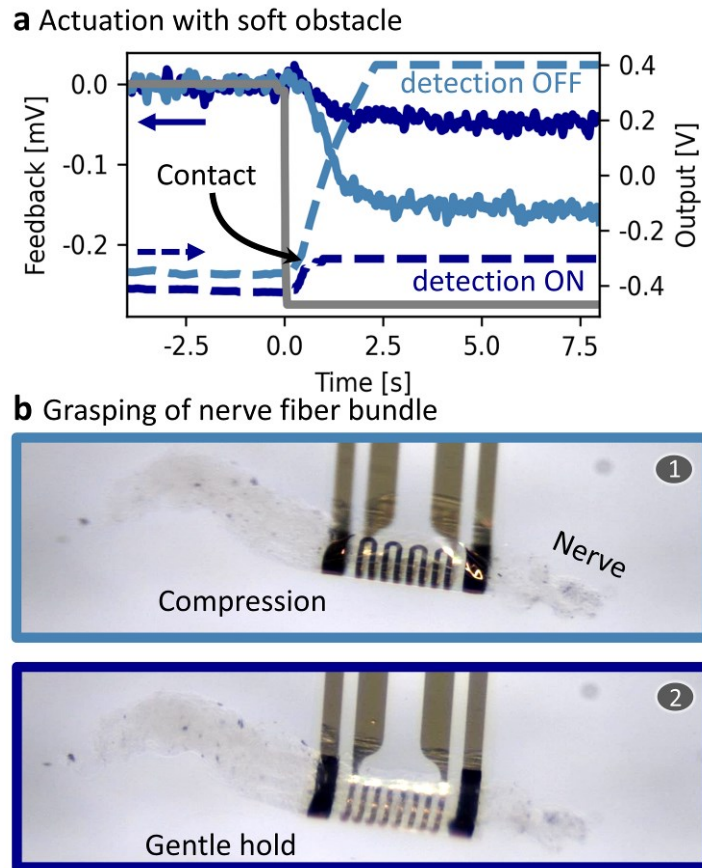 a Actuation with soft obstacle
0.0
-0.1
-0.2
Feedback [mV]
0.4
0.2
0.0
-0.2
-0.4
Output [V]
detection OFF
Contact
detection ON
-2.5 0.0 2.5 5.0 7.5
Time [s]
b Grasping of nerve fiber bundle
1
Nerve
Compression
2
Gentle hold